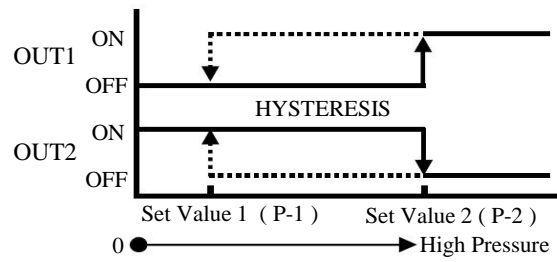 ON
OUT1
OFF
HYSTERESIS
ON
OUT2
OFF
Set Value 1 ( P-1 ) Set Value 2 ( P-2 )
0 High Pressure